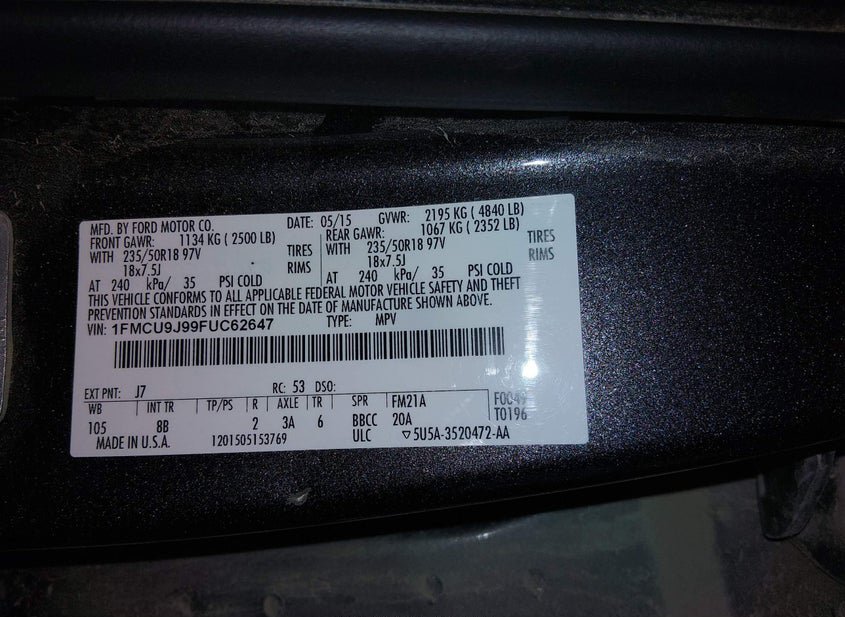 MFD. BY FORD MOTOR CO. DATE: 05/15 GVWR: 2195 KG ( 4840 LB)
FRONT GAWR: 1134 KG ( 2500 LB) REAR GAWR: 1067 KG ( 2352 LB)
WITH 235/50R18 97V TIRES WITH 235/50R18 97V TIRES
18x7.5J RIMS 18x7.5J RIMS
AT 240 kPa/ 35 PSI COLD AT 240 kPa/ 35 PSI COLD
THIS VEHICLE CONFORMS TO ALL APPLICABLE FEDERAL MOTOR VEHICLE SAFETY AND THEFT
PREVENTION STANDARDS IN EFFECT ON THE DATE OF MANUFACTURE SHOWN ABOVE.
VIN: 1FMCU9J99FUC62647 TYPE: MPV
EXT PNT: J7 RC: 53 DSO:
WB INT TR TP/PS R AXLE TR SPR FM21A F0049
105 8B 2 3A 6 BBCC 20A T0196
MADE IN U.S.A. 1201505153769 ULC ▽5U5A-3520472-AA